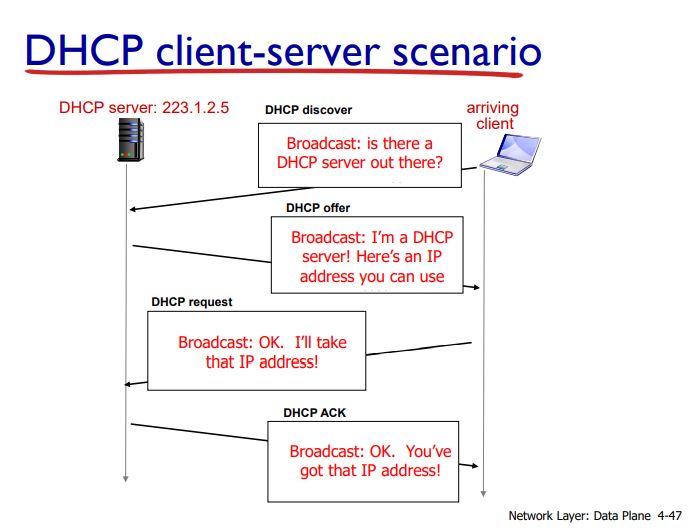 DHCP client-server scenario
DHCP server: 223.1.2.5
DHCP discover
arriving
client
Broadcast: is there a
DHCP server out there?
DHCP offer
Broadcast: I'm a DHCP
server! Here's an IP
address you can use
DHCP request
Broadcast: OK. I'll take
that IP address!
DHCP ACK
Broadcast: OK. You've
got that IP address!
Network Layer: Data Plane 4-47